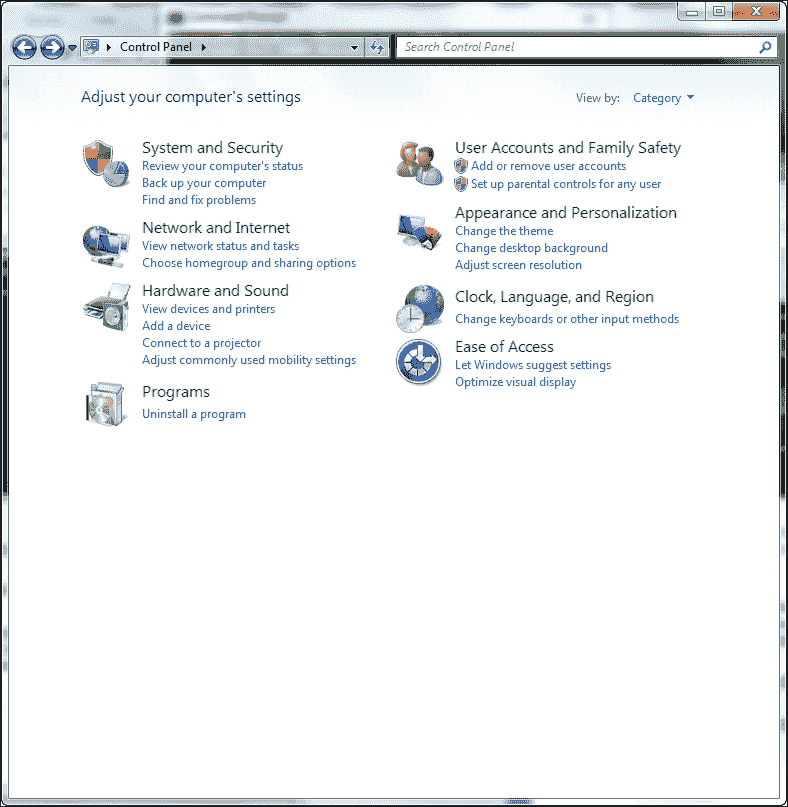 Control Panel
Search Control Panel
Adjust your computer's settings
View by: Category
System and Security
Review your computer's status
Back up your computer
Find and fix problems
Network and Internet
View network status and tasks
Choose homegroup and sharing options
Hardware and Sound
View devices and printers
Add a device
Connect to a projector
Adjust commonly used mobility settings
Programs
Uninstall a program
User Accounts and Family Safety
Add or remove user accounts
Set up parental controls for any user
Appearance and Personalization
Change the theme
Change desktop background
Adjust screen resolution
Clock, Language, and Region
Change keyboards or other input methods
Ease of Access
Let Windows suggest settings
Optimize visual display